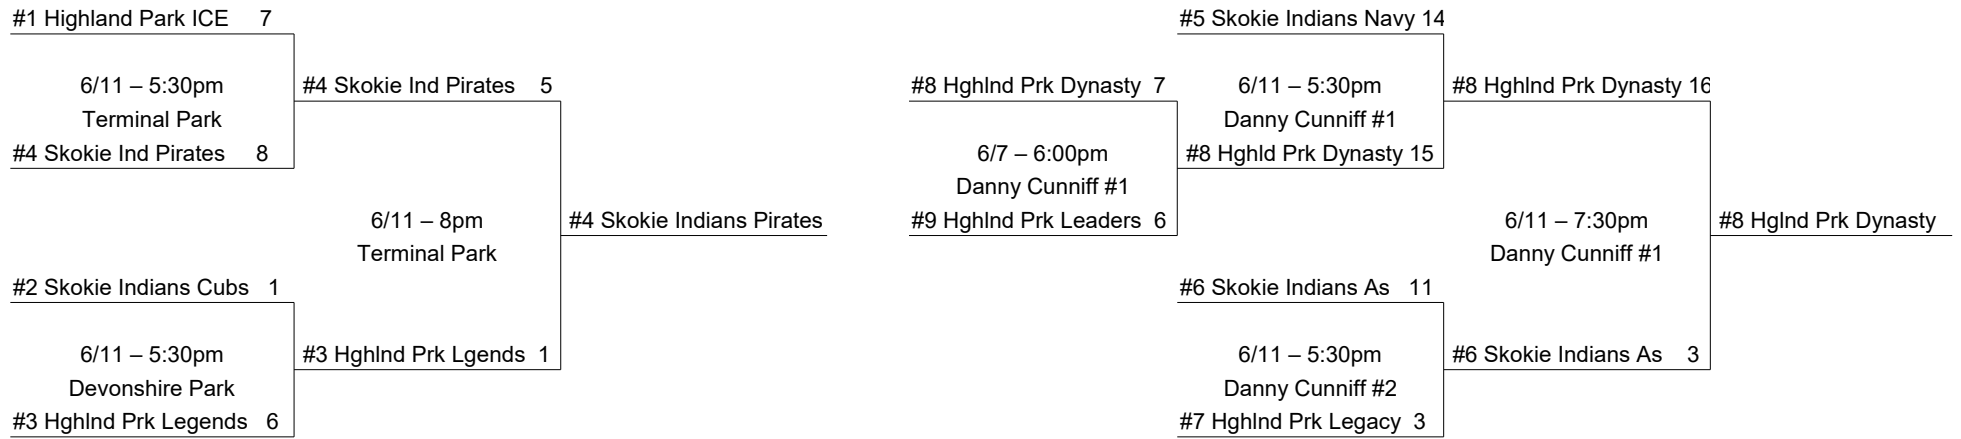 #1 Highland Park ICE 7
6/11 – 5:30pm
Terminal Park
#4 Skokie Ind Pirates 8
#4 Skokie Ind Pirates 5
6/11 – 8pm
Terminal Park
#4 Skokie Indians Pirates
#2 Skokie Indians Cubs 1
6/11 – 5:30pm
Devonshire Park
#3 Hghlnd Prk Legends 6
#3 Hghlnd Prk Lgends 1
#8 Hghlnd Prk Dynasty 7
6/7 – 6:00pm
Danny Cunniff #1
#9 Hghlnd Prk Leaders 6
#5 Skokie Indians Navy 14
6/11 – 5:30pm
Danny Cunniff #1
#8 Hghld Prk Dynasty 15
#8 Hghlnd Prk Dynasty 16
6/11 – 7:30pm
Danny Cunniff #1
#8 Hglnd Prk Dynasty
#6 Skokie Indians As 11
6/11 – 5:30pm
Danny Cunniff #2
#7 Hghlnd Prk Legacy 3
#6 Skokie Indians As 3